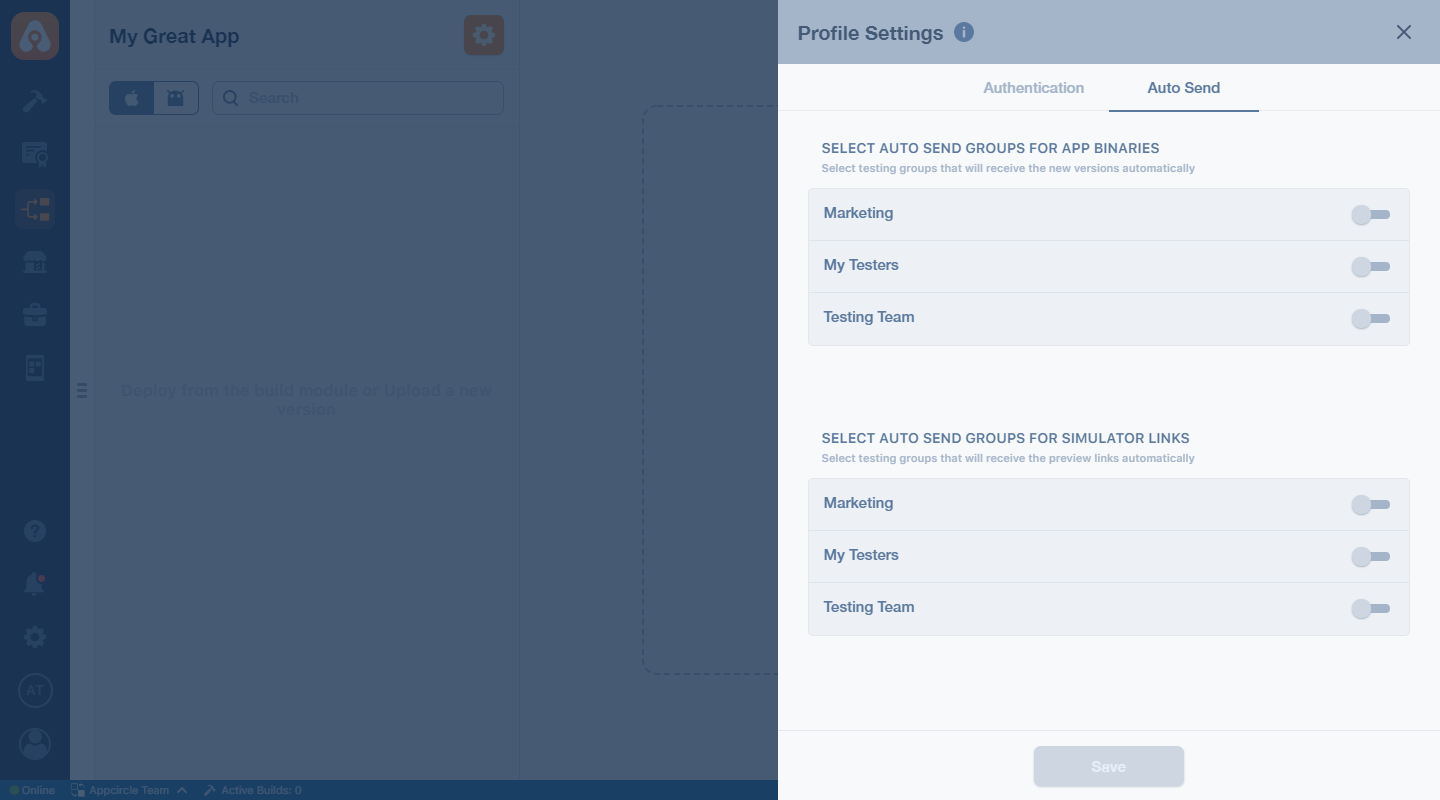 My Great App
Search
Deploy from the build module or Upload a new
version
AT
Online
Appcircle Team
Active Builds: 0
Profile Settings
Authentication
Auto Send
SELECT AUTO SEND GROUPS FOR APP BINARIES
Select testing groups that will receive the new versions automatically
Marketing
My Testers
Testing Team
SELECT AUTO SEND GROUPS FOR SIMULATOR LINKS
Select testing groups that will receive the preview links automatically
Marketing
My Testers
Testing Team
Save